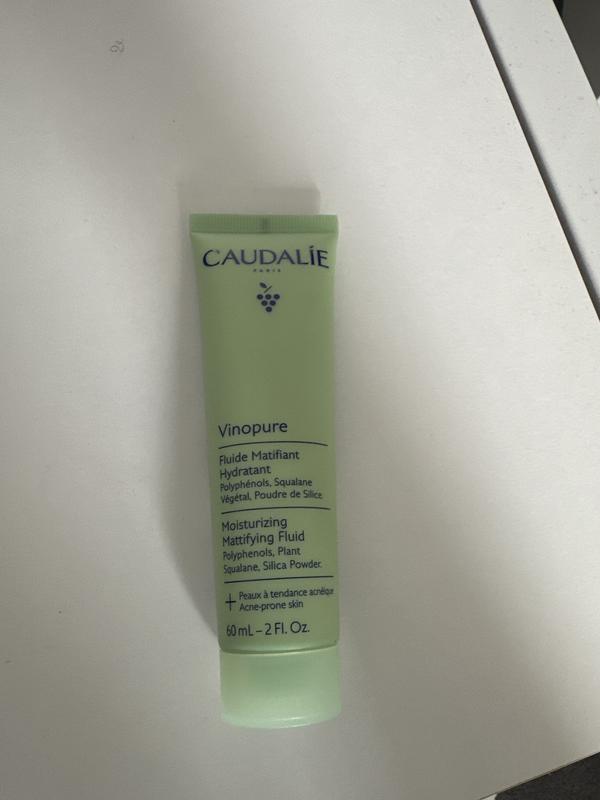 CAUDALÍE
PARIS
Vinopure
Fluide Matifiant
Hydratant
Polyphénols, Squalane
Végétal, Poudre de Silice.
Moisturizing
Mattifying Fluid
Polyphenols, Plant
Squalane, Silica Powder.
+ Peaux à tendance acnéique
Acne-prone skin
60 mL – 2 Fl. Oz.